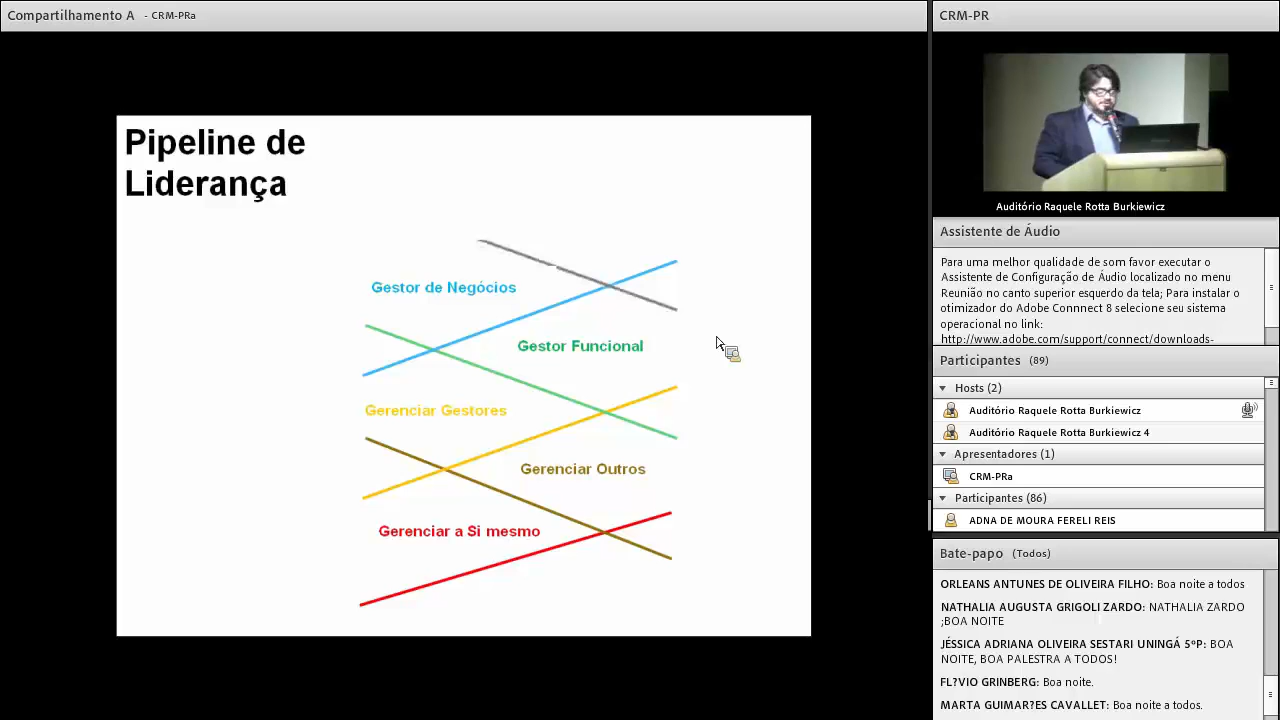 Compartilhamento A - CRM-PRa
Pipeline de
Liderança
Gestor de Negócios
Gestor Funcional
Gerenciar Gestores
Gerenciar Outros
Gerenciar a Si mesmo
CRM-PR
Auditório Raquele Rotta Burkiewicz
Assistente de Áudio
Para uma melhor qualidade de som favor executar o
Assistente de Configuração de Áudio localizado no menu
Reunião no canto superior esquerdo da tela; Para instalar o
otimizador do Adobe Connnect 8 selecione seu sistema
operacional no link:
http://www.adobe.com/support/connect/downloads-
Participantes (89)
Hosts (2)
Auditório Raquele Rotta Burkiewicz
Auditório Raquele Rotta Burkiewicz 4
Apresentadores (1)
CRM-PRa
Participantes (86)
ADNA DE MOURA FERELI REIS
Bate-papo (Todos)
ORLEANS ANTUNES DE OLIVEIRA FILHO: Boa noite a todos
NATHALIA AUGUSTA GRIGOLI ZARDO: NATHALIA ZARDO
;BOA NOITE
JÉSSICA ADRIANA OLIVEIRA SESTARI UNINGÁ 5ºP: BOA
NOITE, BOA PALESTRA A TODOS!
FL?VIO GRINBERG: Boa noite.
MARTA GUIMAR?ES CAVALLET: Boa noite a todos.